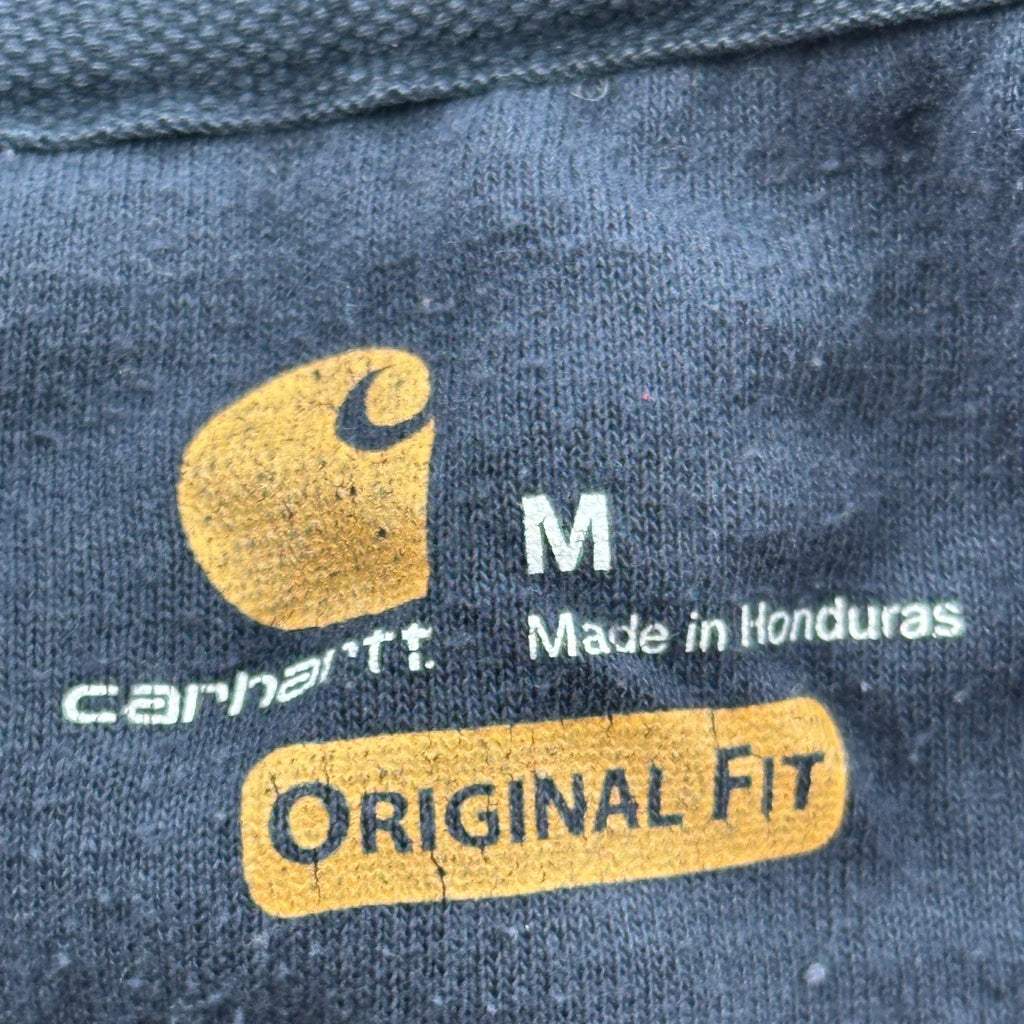 carhartt.
M
Made in Honduras
ORIGINAL FIT